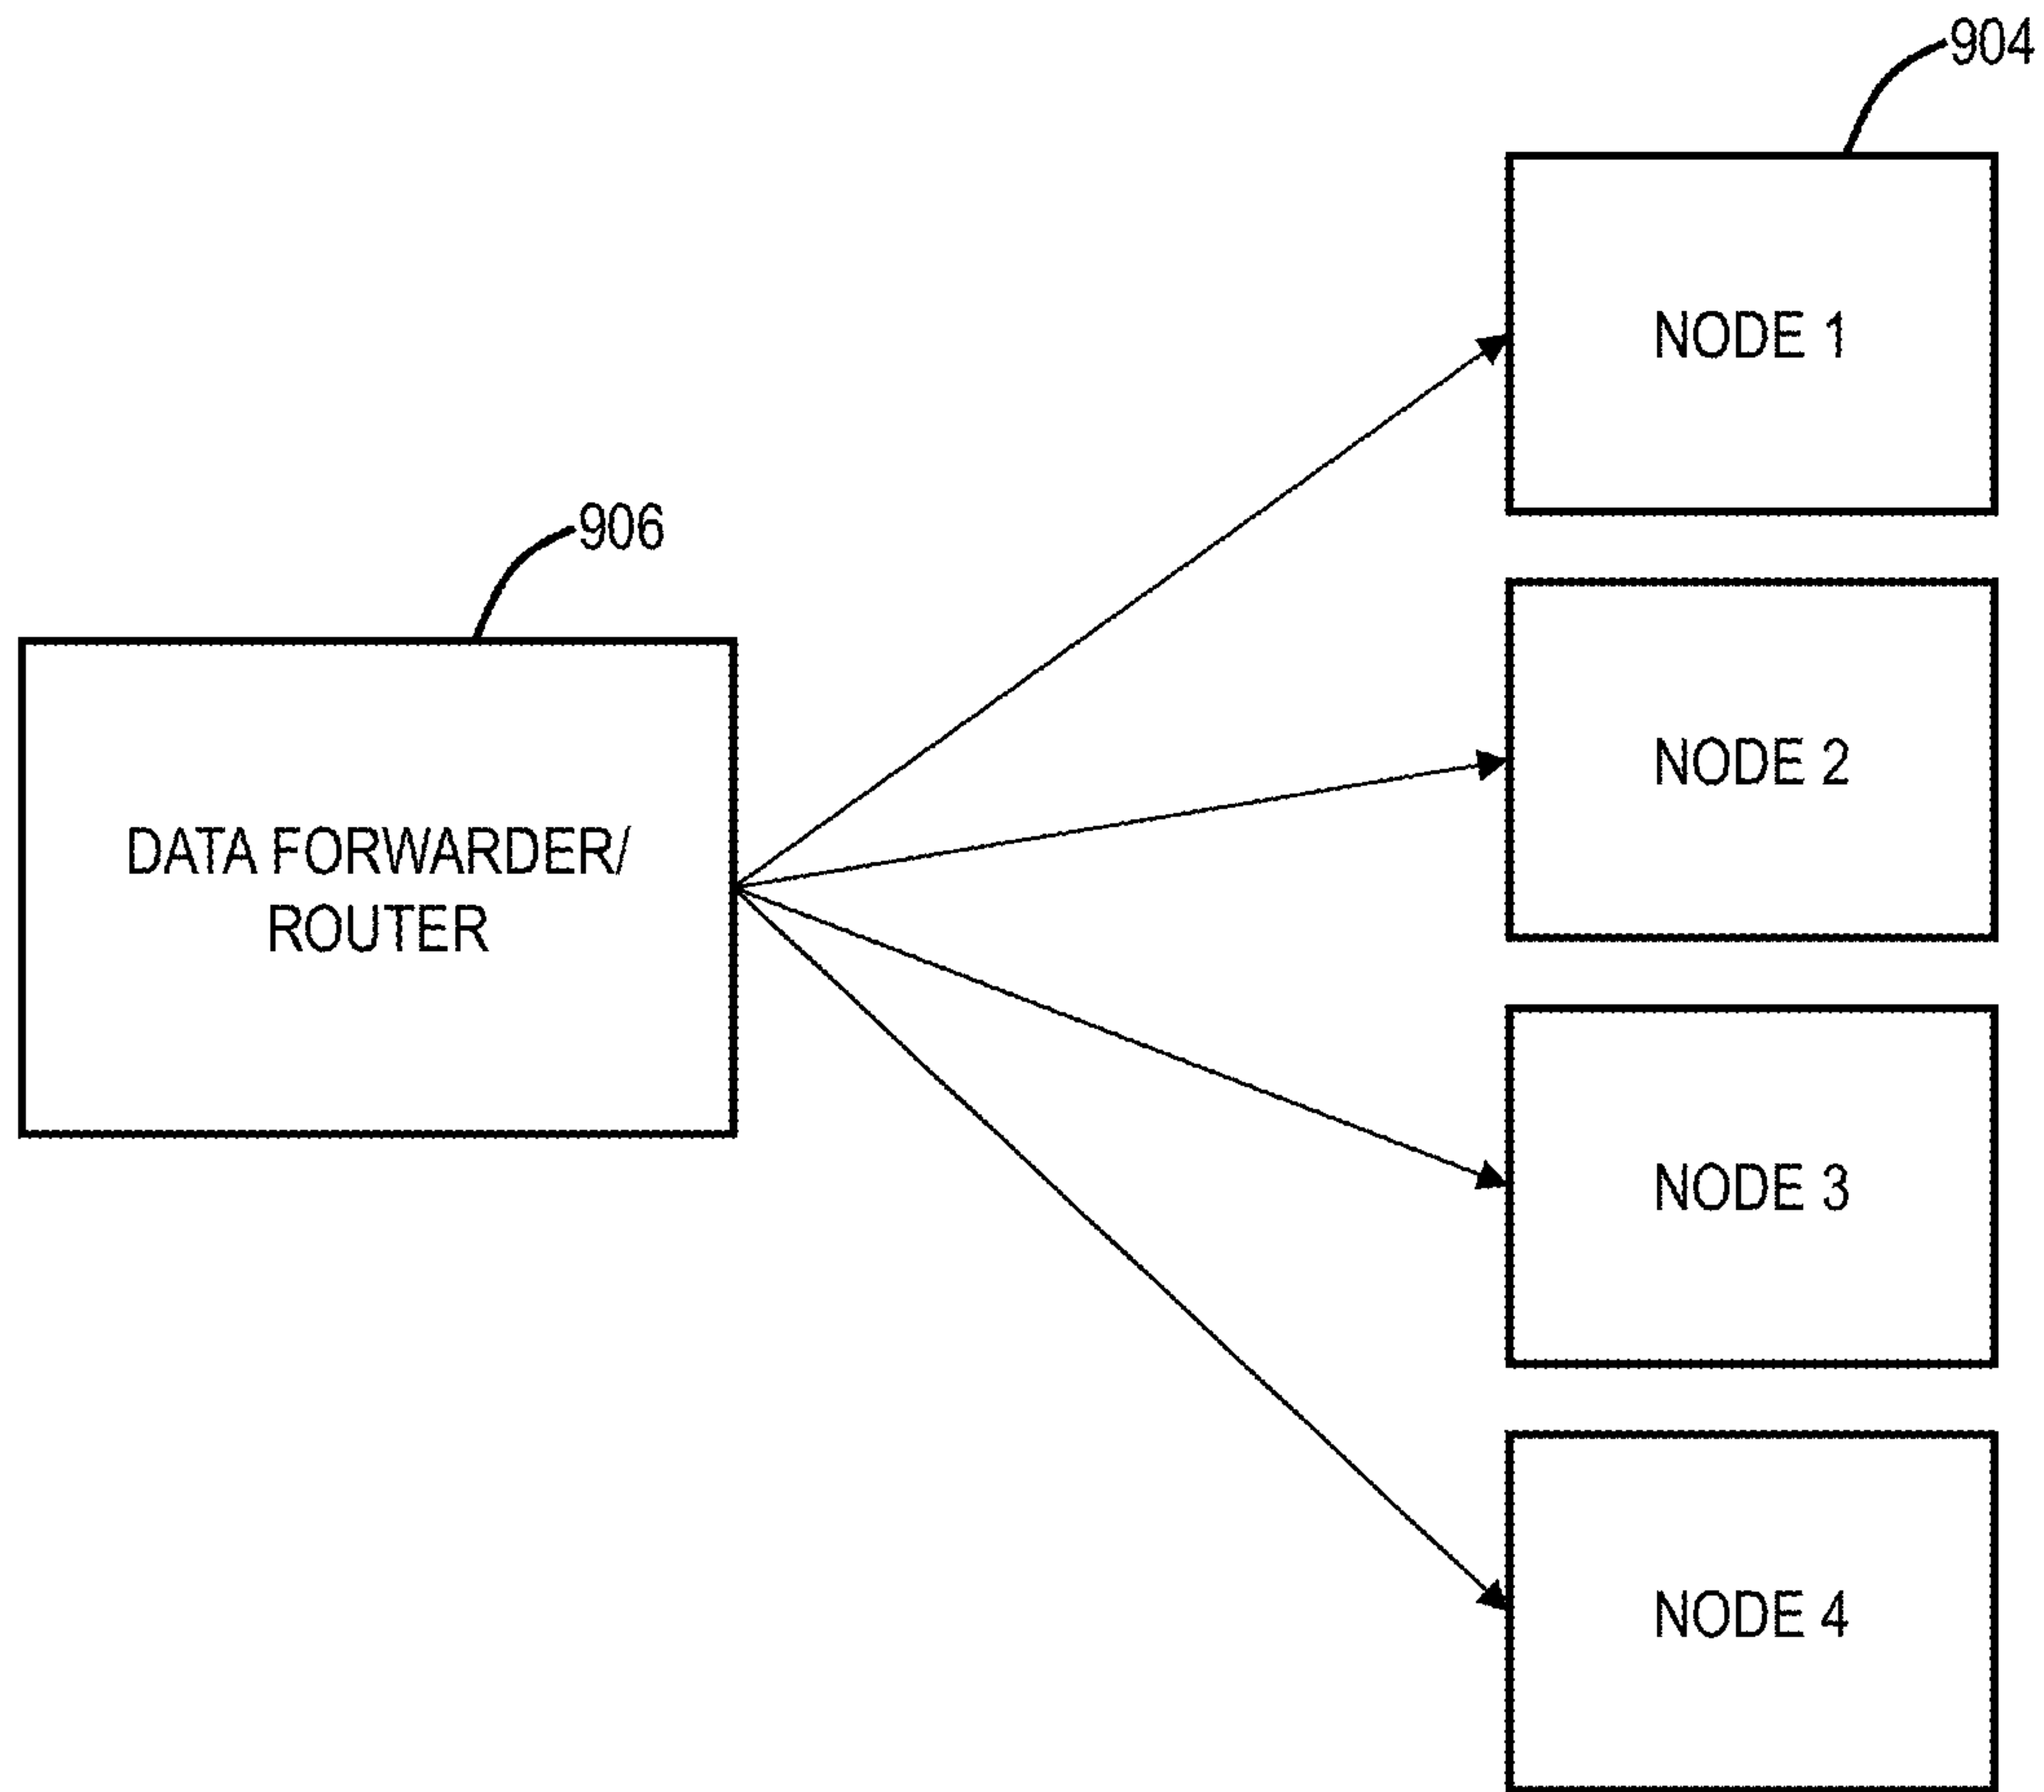 904
NODE 1
906
NODE 2
DATA FORWARDER/
ROUTER
NODE 3
NODE 4